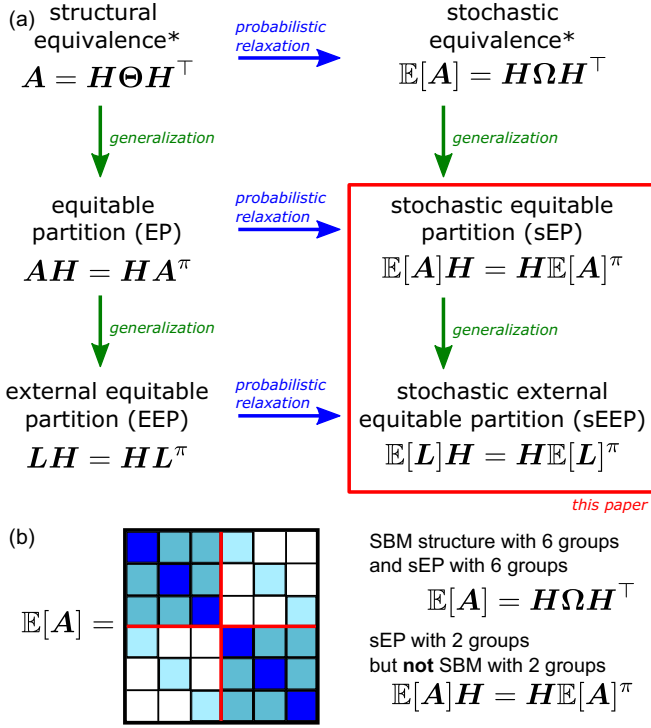 (a)
structural
equivalence*
A = HΘH⊤
probabilistic
relaxation
stochastic
equivalence*
𝔼[A] = HΩH⊤
generalization
generalization
equitable
partition (EP)
AH = HA^π
probabilistic
relaxation
stochastic equitable
partition (sEP)
𝔼[A]H = H𝔼[A]^π
generalization
generalization
external equitable
partition (EEP)
LH = HL^π
probabilistic
relaxation
stochastic external
equitable partition (sEEP)
𝔼[L]H = H𝔼[L]^π
this paper
(b)
𝔼[A] =
SBM structure with 6 groups
and sEP with 6 groups
𝔼[A] = HΩH⊤
sEP with 2 groups
but not SBM with 2 groups
𝔼[A]H = H𝔼[A]^π